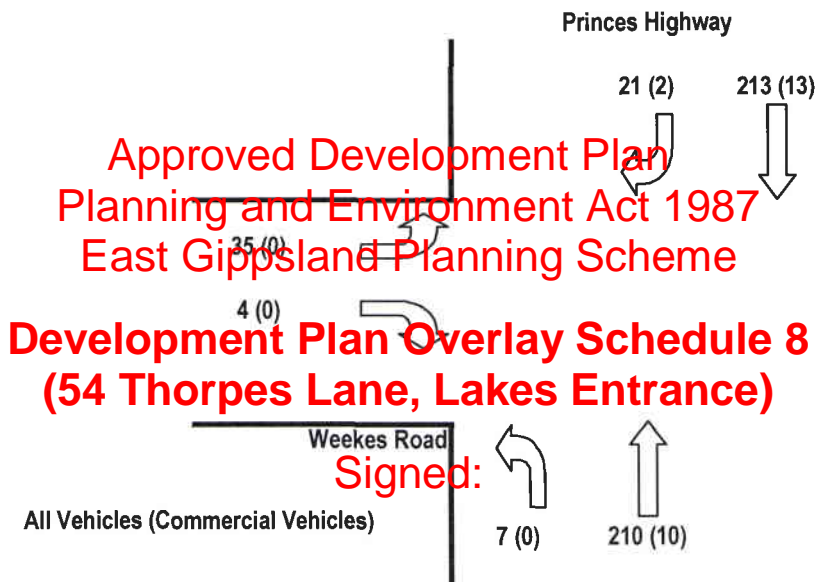 Princes Highway
21 (2)
213 (13)
Approved Development Plan
Planning and Environment Act 1987
35 (0)
East Gippsland Planning Scheme
4 (0)
Development Plan Overlay Schedule 8
(54 Thorpes Lane, Lakes Entrance)
Weekes Road
Signed:
All Vehicles (Commercial Vehicles)
7 (0)
210 (10)